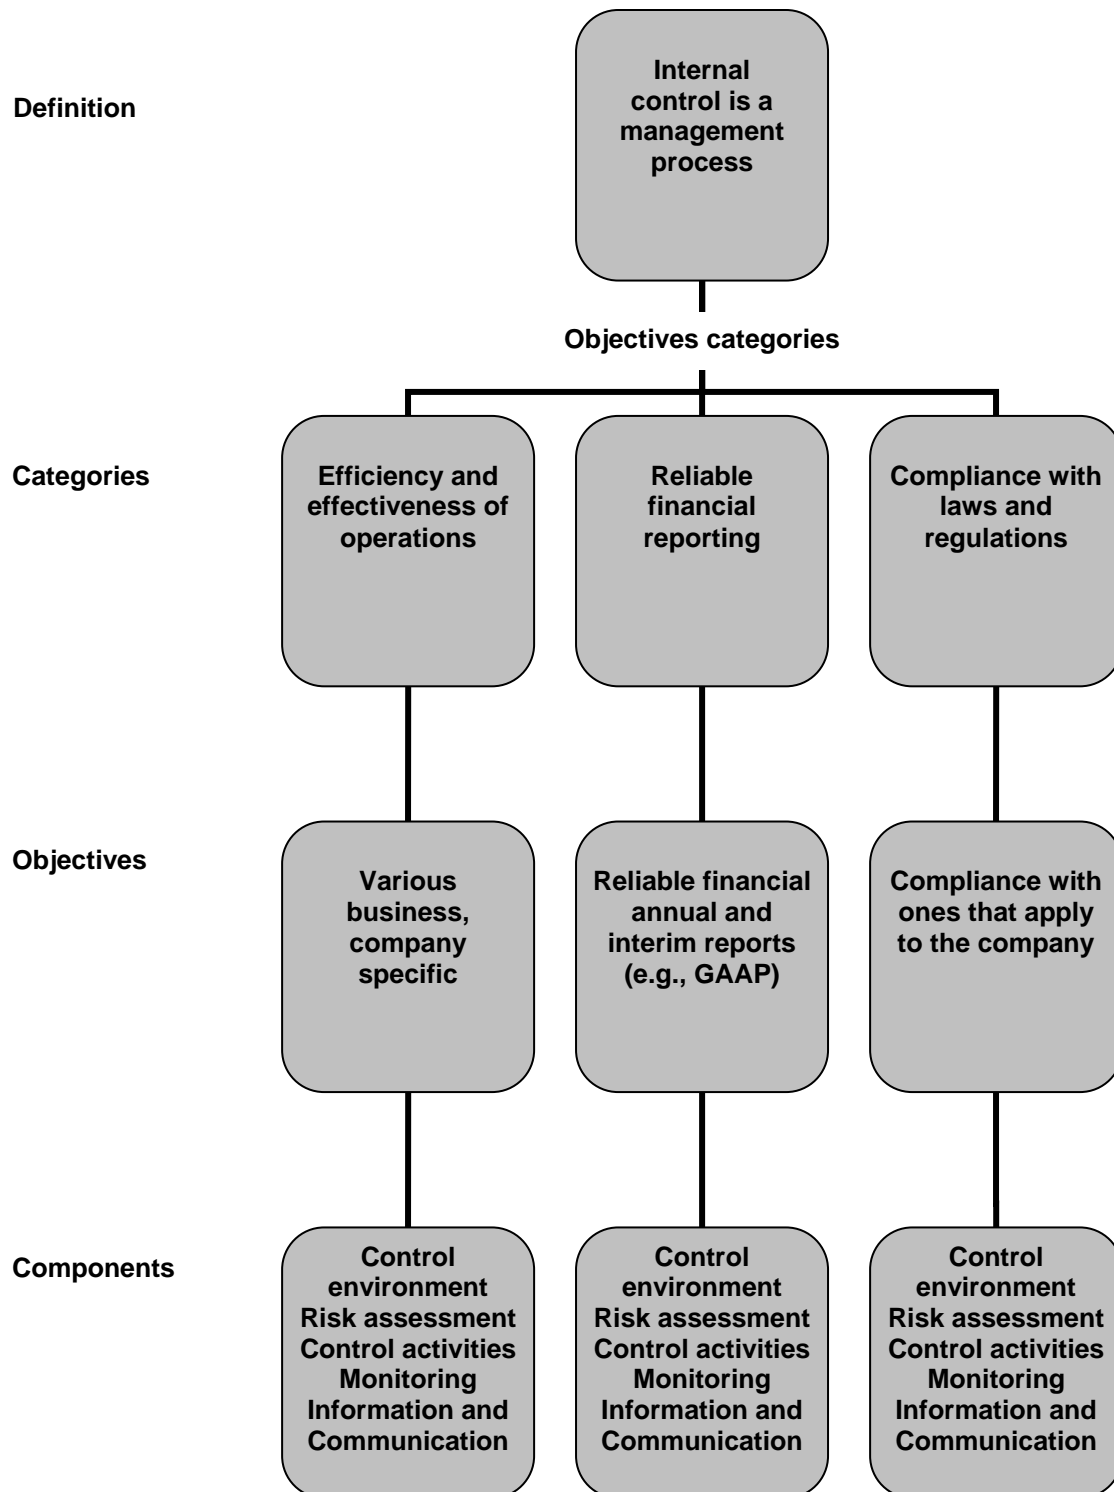 Definition
Internal
control is a
management
process
Objectives categories
Categories
Efficiency and
effectiveness of
operations
Reliable
financial
reporting
Compliance with
laws and
regulations
Objectives
Various
business,
company
specific
Reliable financial
annual and
interim reports
(e.g., GAAP)
Compliance with
ones that apply
to the company
Components
Control
environment
Risk assessment
Control activities
Monitoring
Information and
Communication
Control
environment
Risk assessment
Control activities
Monitoring
Information and
Communication
Control
environment
Risk assessment
Control activities
Monitoring
Information and
Communication